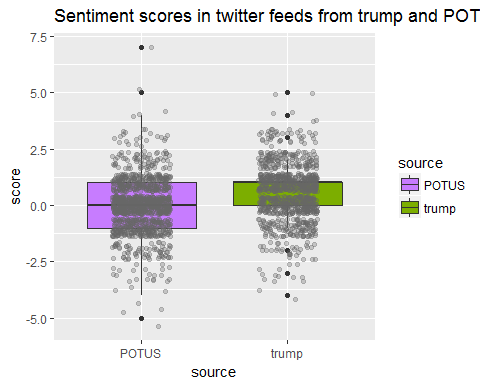 Sentiment scores in twitter feeds from trump and POT
7.5
5.0
2.5
0.0
-2.5
-5.0
score
POTUS
trump
source
source
POTUS
trump